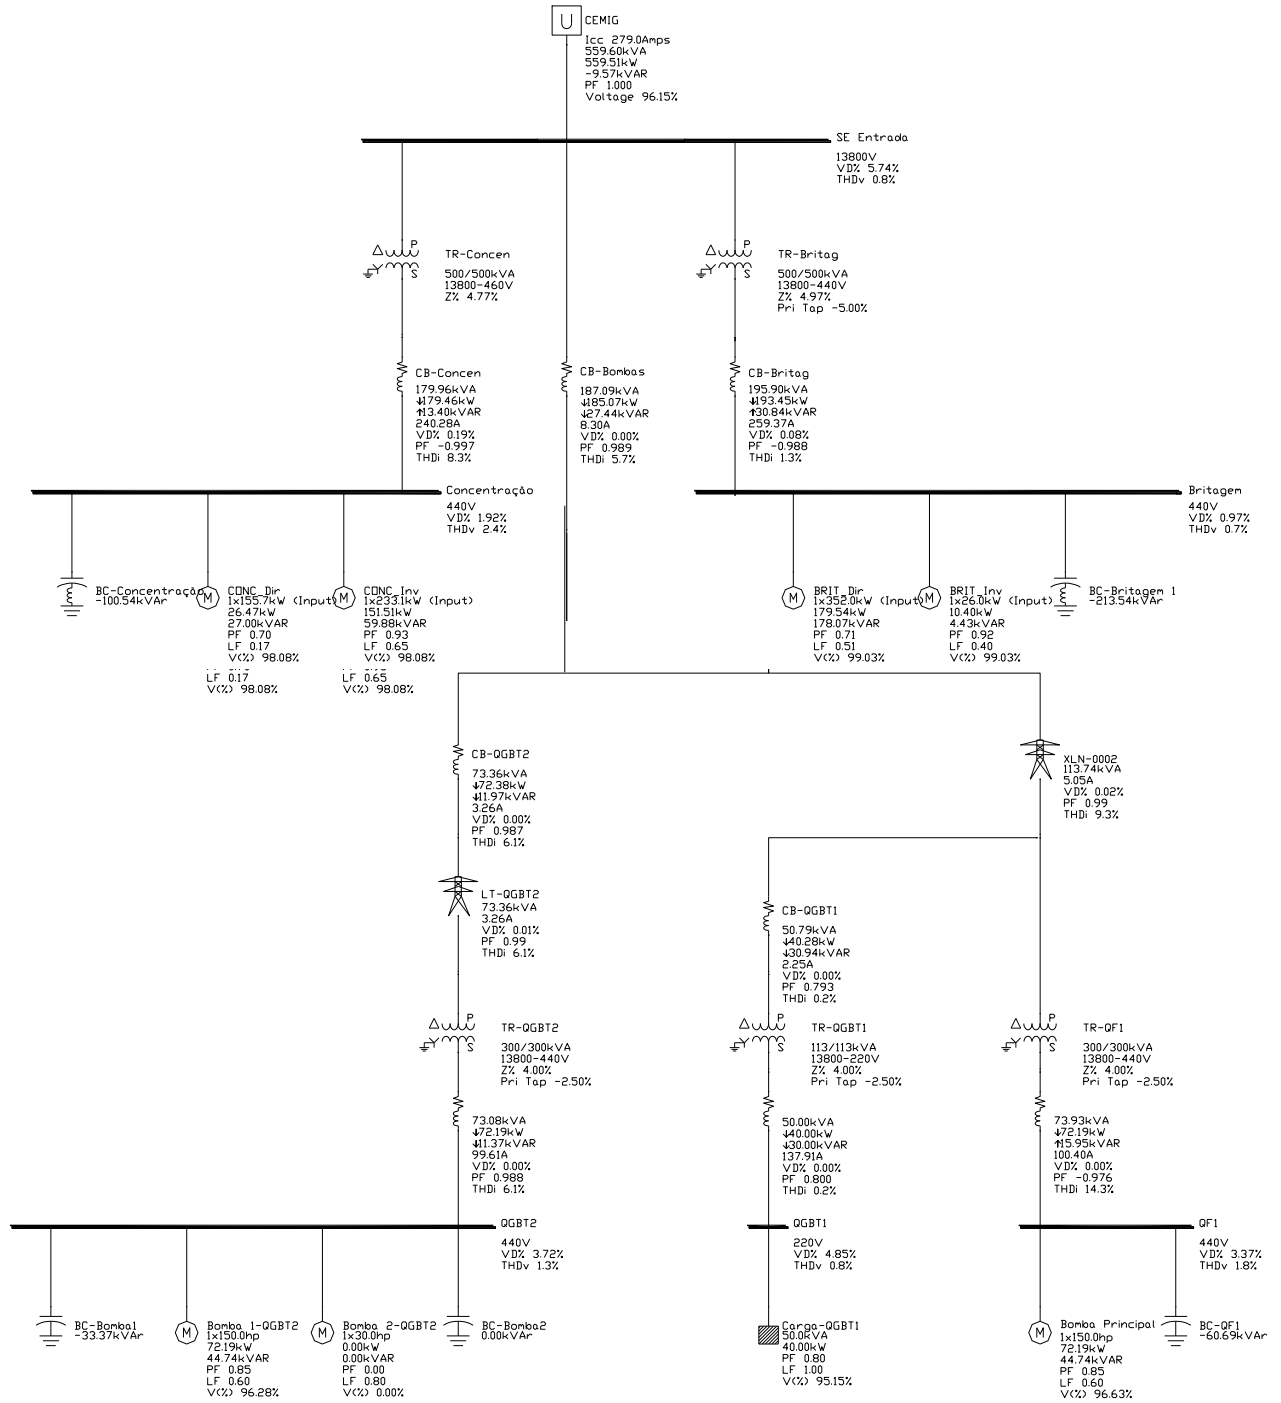 U
CEMIG
Icc 279.0Amps
559.60kVA
559.51kW
-9.57kVAR
PF 1.000
Voltage 96.15%
SE Entrada
13800V
VD% 5.74%
THDv 0.8%
P
S
TR-Concen
500/500kVA
13800-460V
Z% 4.77%
P
S
TR-Britag
500/500kVA
13800-440V
Z% 4.97%
Pri Tap -5.00%
CB-Concen
179.96kVA
↓179.46kW
↑13.40kVAR
240.28A
VD% 0.19%
PF -0.997
THDi 8.3%
CB-Bombas
187.09kVA
↓185.07kW
↓27.44kVAR
8.30A
VD% 0.00%
PF 0.989
THDi 5.7%
CB-Britag
195.90kVA
↓193.45kW
↑30.84kVAR
259.37A
VD% 0.08%
PF -0.988
THDi 1.3%
Concentração
440V
VD% 1.92%
THDv 2.4%
Britagem
440V
VD% 0.97%
THDv 0.7%
BC-Concentração
-100.54kVAr
M
CONC_Dir
1x155.7kW (Input)
26.47kW
27.00kVAR
PF 0.70
LF 0.17
V(%) 98.08%
LF 0.17
V(%) 98.08%
M
CONC_Inv
1x233.1kW (Input)
151.51kW
59.88kVAR
PF 0.93
LF 0.65
V(%) 98.08%
LF 0.65
V(%) 98.08%
M
BRIT_Dir
1x352.0kW (Input)
179.54kW
178.07kVAR
PF 0.71
LF 0.51
V(%) 99.03%
M
BRIT_Inv
1x26.0kW (Input)
10.40kW
4.43kVAR
PF 0.92
LF 0.40
V(%) 99.03%
BC-Britagem 1
-213.54kVAr
CB-QGBT2
73.36kVA
↓72.38kW
↓11.97kVAR
3.26A
VD% 0.00%
PF 0.987
THDi 6.1%
XLN-0002
113.74kVA
5.05A
VD% 0.02%
PF 0.99
THDi 9.3%
LT-QGBT2
73.36kVA
3.26A
VD% 0.01%
PF 0.99
THDi 6.1%
CB-QGBT1
50.79kVA
↓40.28kW
↓30.94kVAR
2.25A
VD% 0.00%
PF 0.793
THDi 0.2%
P
S
TR-QGBT2
300/300kVA
13800-440V
Z% 4.00%
Pri Tap -2.50%
P
S
TR-QGBT1
113/113kVA
13800-220V
Z% 4.00%
Pri Tap -2.50%
P
S
TR-QF1
300/300kVA
13800-440V
Z% 4.00%
Pri Tap -2.50%
73.08kVA
↓72.19kW
↓11.37kVAR
99.61A
VD% 0.00%
PF 0.988
THDi 6.1%
50.00kVA
↓40.00kW
↓30.00kVAR
137.91A
VD% 0.00%
PF 0.800
THDi 0.2%
73.93kVA
↓72.19kW
↑15.95kVAR
100.40A
VD% 0.00%
PF -0.976
THDi 14.3%
QGBT2
440V
VD% 3.72%
THDv 1.3%
QGBT1
220V
VD% 4.85%
THDv 0.8%
QF1
440V
VD% 3.37%
THDv 1.8%
BC-Bomba1
-33.37kVAr
M
Bomba 1-QGBT2
1x150.0hp
72.19kW
44.74kVAR
PF 0.85
LF 0.60
V(%) 96.28%
M
Bomba 2-QGBT2
1x30.0hp
0.00kW
0.00kVAR
PF 0.00
LF 0.80
V(%) 0.00%
BC-Bomba2
0.00kVAr
Carga-QGBT1
50.0kVA
40.00kW
PF 0.80
LF 1.00
V(%) 95.15%
M
Bomba Principal
1x150.0hp
72.19kW
44.74kVAR
PF 0.85
LF 0.60
V(%) 96.63%
BC-QF1
-60.69kVAr